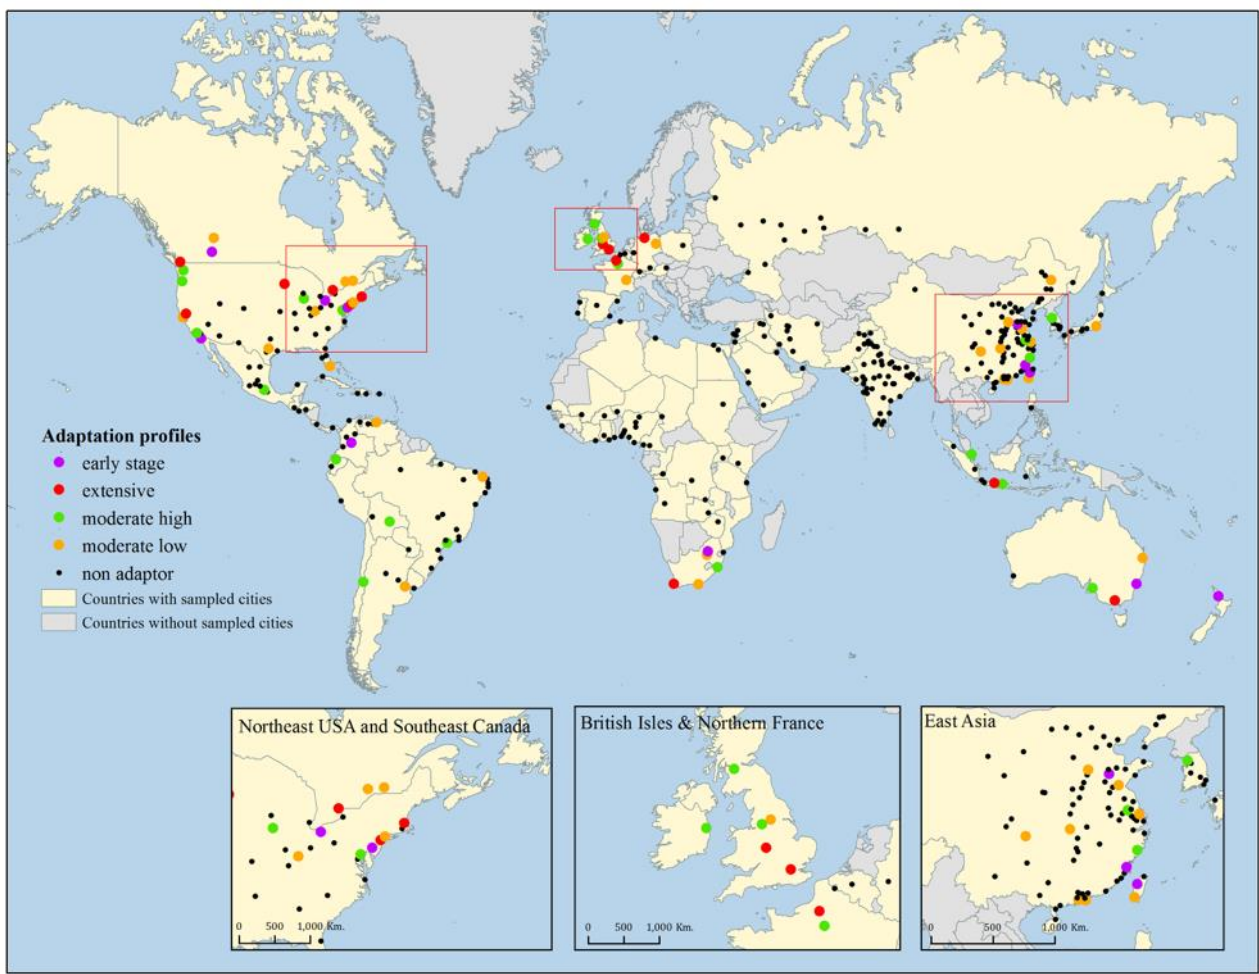 Adaptation profiles
early stage
extensive
moderate high
moderate low
non adaptor
Countries with sampled cities
Countries without sampled cities
Northeast USA and Southeast Canada
0 500 1,000 Km.
British Isles & Northern France
0 500 1,000 Km.
East Asia
0 500 1,000 Km.